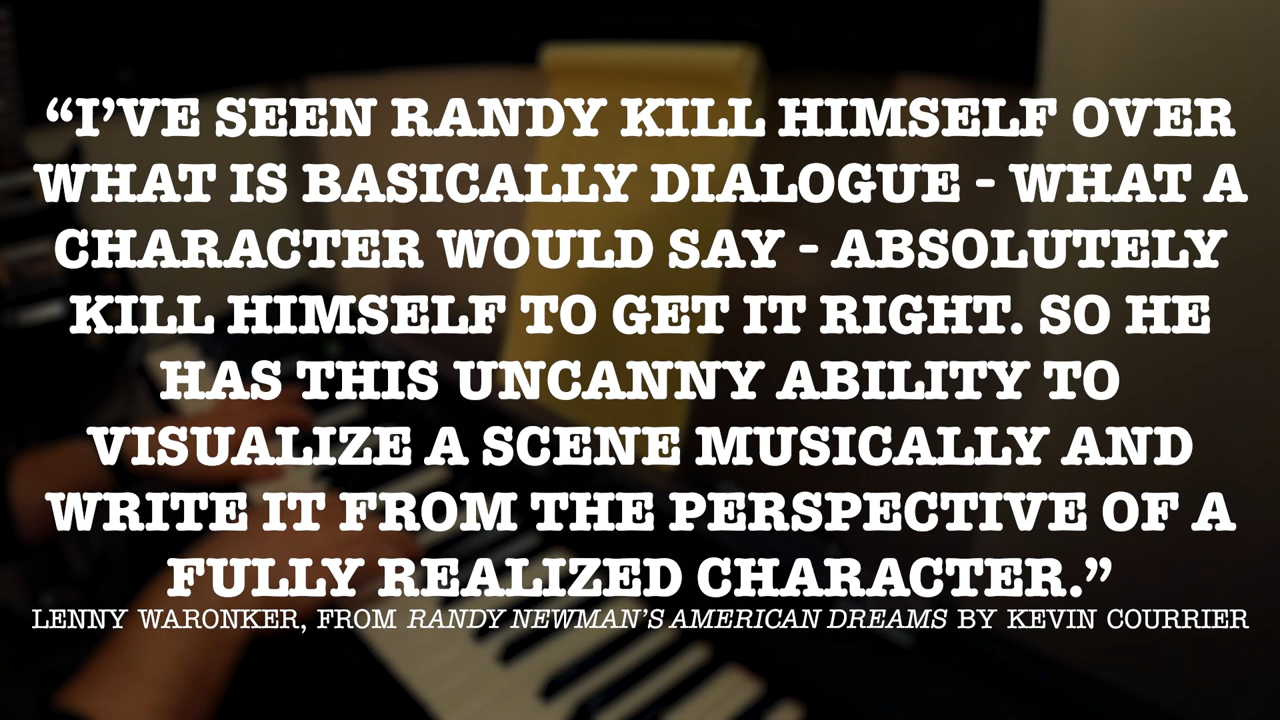 “I’VE SEEN RANDY KILL HIMSELF OVER
WHAT IS BASICALLY DIALOGUE - WHAT A
CHARACTER WOULD SAY - ABSOLUTELY
KILL HIMSELF TO GET IT RIGHT. SO HE
HAS THIS UNCANNY ABILITY TO
VISUALIZE A SCENE MUSICALLY AND
WRITE IT FROM THE PERSPECTIVE OF A
FULLY REALIZED CHARACTER.”
LENNY WARONKER, FROM RANDY NEWMAN’S AMERICAN DREAMS BY KEVIN COURRIER